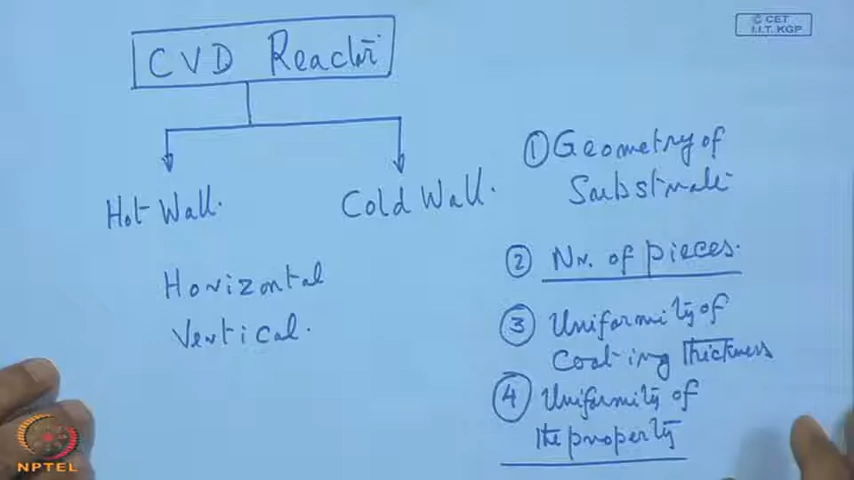 © CET
I.I.T. KGP
CVD Reactor
Hot Wall.
Cold Wall.
Horizontal
Vertical.
① Geometry of
Substrate
② Nr. of pieces.
③ Uniformity of
Coating Thickness
④ Uniformity of
the property
NPTEL